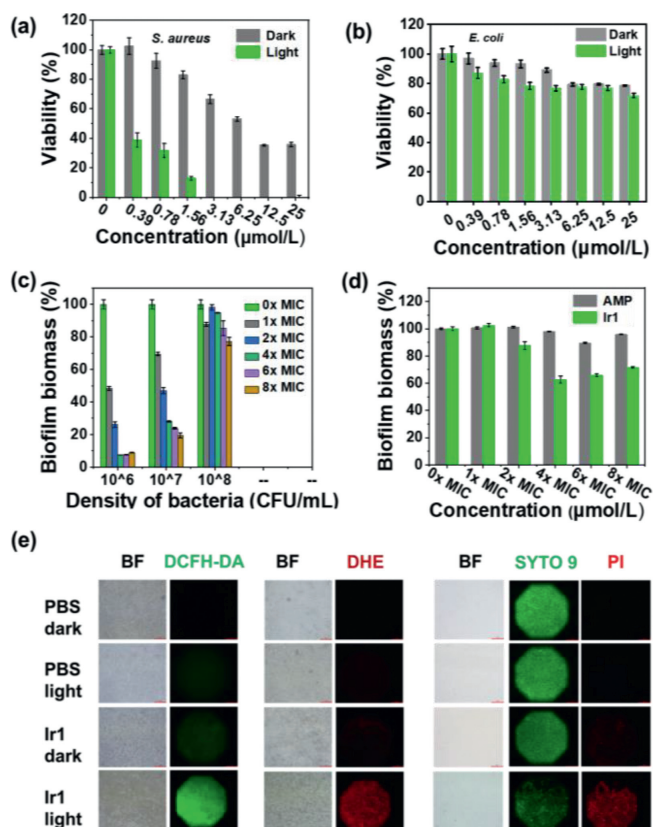 (a)
S. aureus
Dark
Light
Viability (%)
120
100
80
60
40
20
0
0
0.39
0.78
1.56
3.13
6.25
12.5
25
Concentration (μmol/L)
(b)
E. coli
Dark
Light
Viability (%)
120
100
80
60
40
20
0
0
0.39
0.78
1.56
3.13
6.25
12.5
25
Concentration (μmol/L)
(c)
0x MIC
1x MIC
2x MIC
4x MIC
6x MIC
8x MIC
Biofilm biomass (%)
100
80
60
40
20
0
10^6
10^7
10^8
--
--
Density of bacteria (CFU/mL)
(d)
AMP
Ir1
Biofilm biomass (%)
120
100
80
60
40
20
0
0x MIC
1x MIC
2x MIC
4x MIC
6x MIC
8x MIC
Concentration (μmol/L)
(e)
BF DCFH-DA BF DHE BF SYTO 9 PI
PBS
dark
PBS
light
Ir1
dark
Ir1
light